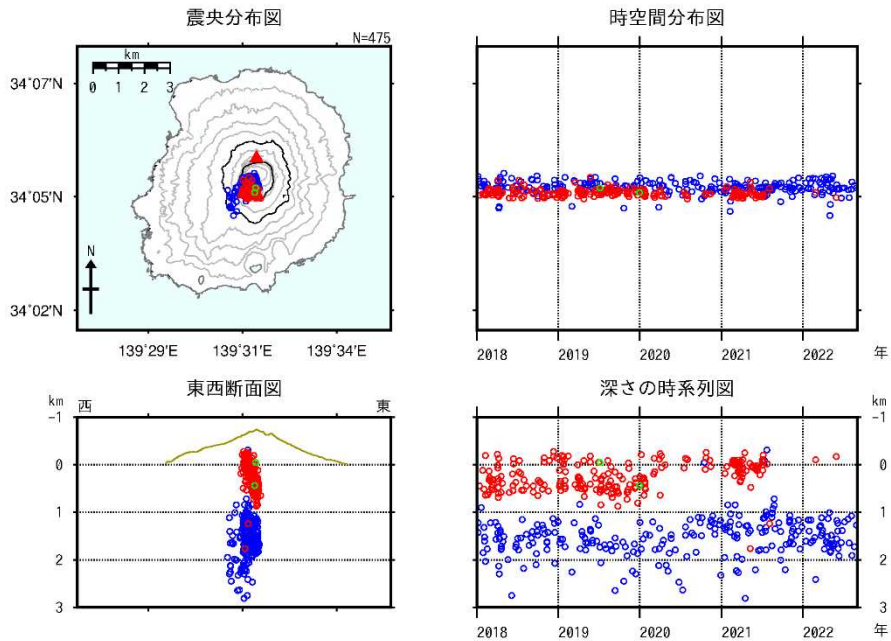 震央分布図
N=475
km
0 1 2 3
34°07'N
34°05'N
34°02'N
N
139°29'E 139°31'E 139°34'E
時空間分布図
2018 2019 2020 2021 2022 年
東西断面図
km 西 東
-1
0
1
2
3
深さの時系列図
km
-1
0
1
2
3
2018 2019 2020 2021 2022 年